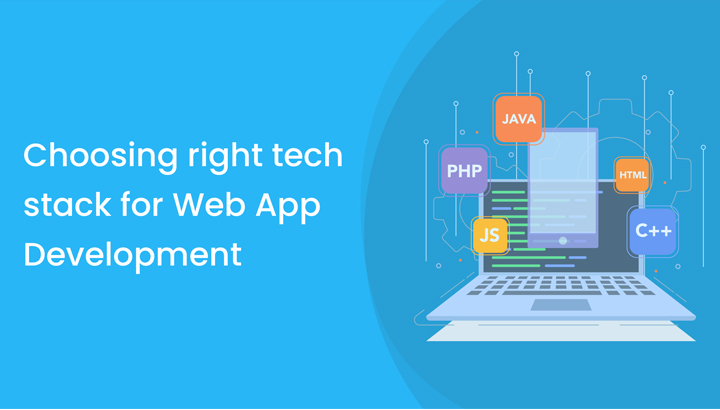 Choosing right tech
stack for Web App
Development
JAVA
PHP
HTML
JS
C++